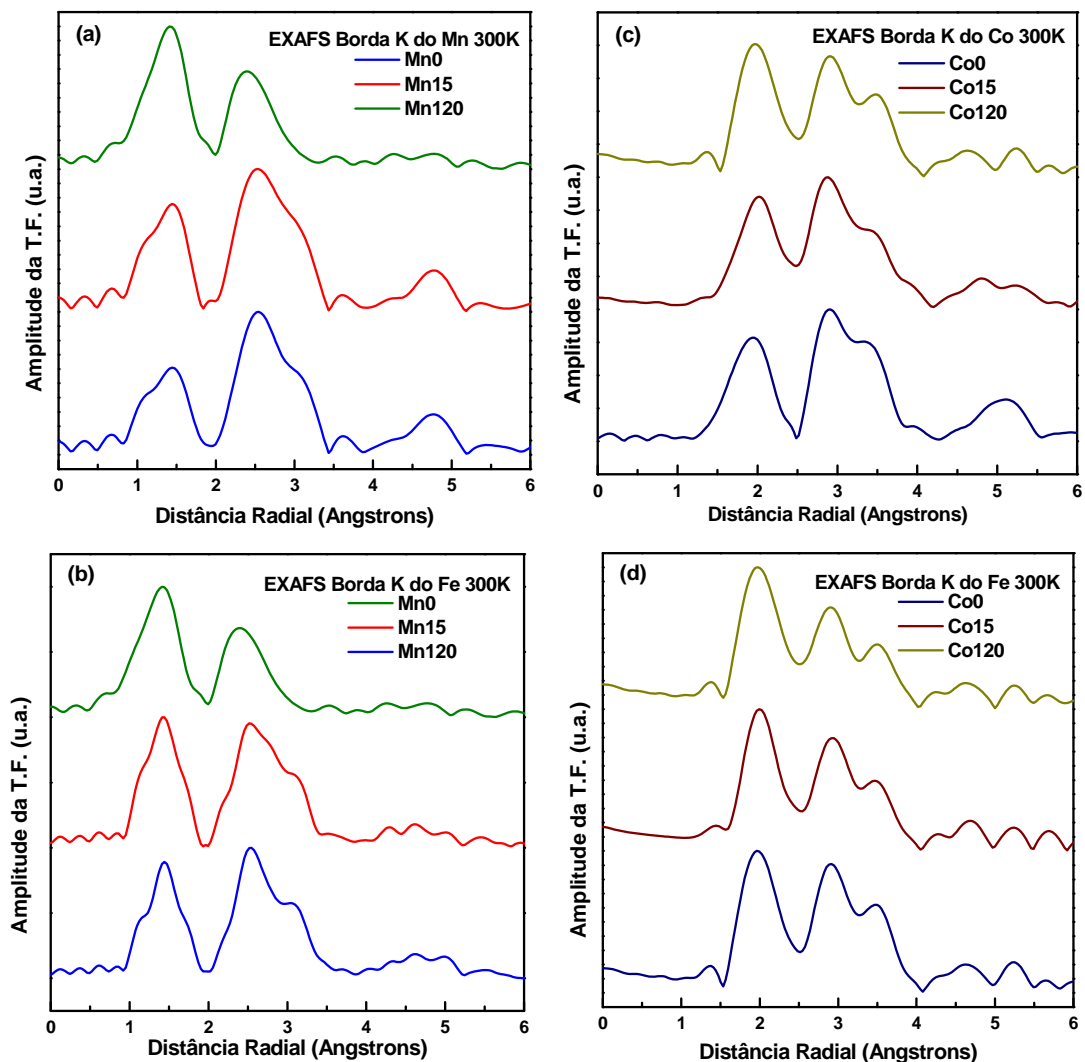 (a)
EXAFS Borda K do Mn 300K
Mn0
Mn15
Mn120
Amplitude da T.F. (u.a.)
0 1 2 3 4 5 6
Distância Radial (Angstrons)
(c)
EXAFS Borda K do Co 300K
Co0
Co15
Co120
Amplitude da T.F. (u.a.)
0 1 2 3 4 5 6
Distância Radial (Angstrons)
(b)
EXAFS Borda K do Fe 300K
Mn0
Mn15
Mn120
Amplitude da T.F. (u.a.)
0 1 2 3 4 5 6
Distância Radial (Angstrons)
(d)
EXAFS Borda K do Fe 300K
Co0
Co15
Co120
Amplitude da T.F. (u.a.)
0 1 2 3 4 5 6
Distância Radial (Angstrons)